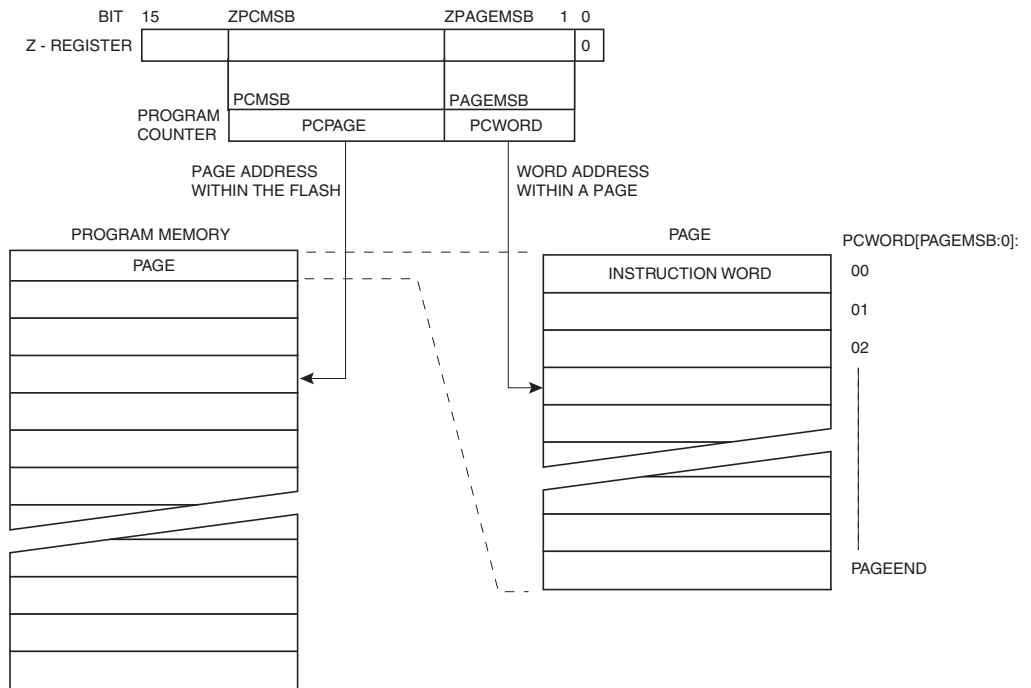 BIT 15 ZPCMSB ZPAGEMSB 1 0
Z - REGISTER 0
PCMSB PAGEMSB
PROGRAM
COUNTER
PCPAGE PCWORD
PAGE ADDRESS
WITHIN THE FLASH
WORD ADDRESS
WITHIN A PAGE
PROGRAM MEMORY
PAGE
PAGE
PCWORD[PAGEMSB:0]:
INSTRUCTION WORD
00
01
02
PAGEEND